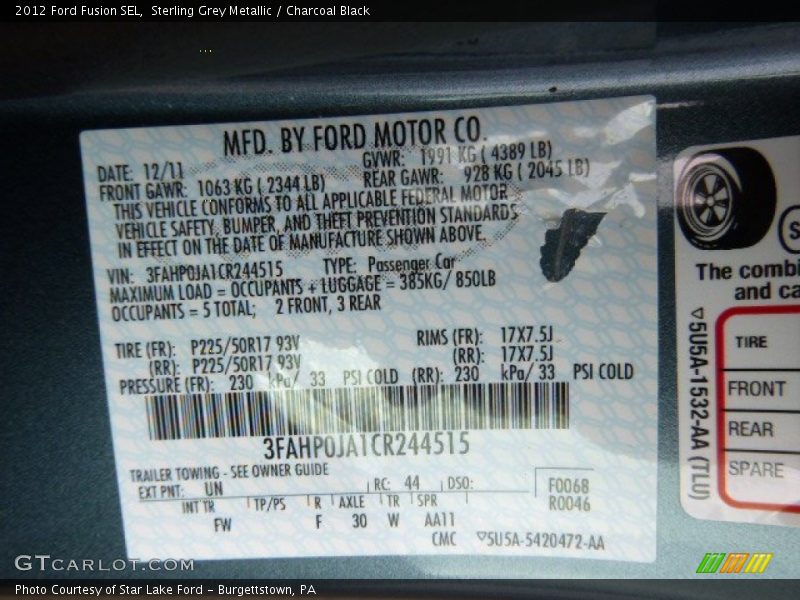 2012 Ford Fusion SEL, Sterling Grey Metallic / Charcoal Black
MFD. BY FORD MOTOR CO.
DATE: 12/11 GVWR: 1991 KG ( 4389 LB)
FRONT GAWR: 1063 KG ( 2344 LB) REAR GAWR: 928 KG ( 2045 LB)
THIS VEHICLE CONFORMS TO ALL APPLICABLE FEDERAL MOTOR
VEHICLE SAFETY, BUMPER, AND THEFT PREVENTION STANDARDS
IN EFFECT ON THE DATE OF MANUFACTURE SHOWN ABOVE.
VIN: 3FAHP0JA1CR244515 TYPE: Passenger Car
MAXIMUM LOAD = OCCUPANTS + LUGGAGE = 385KG/ 850LB
OCCUPANTS = 5 TOTAL; 2 FRONT, 3 REAR
TIRE (FR): P225/50R17 93V RIMS (FR): 17X7.5J
(RR): P225/50R17 93V (RR): 17X7.5J
PRESSURE (FR): 230 kPa/ 33 PSI COLD (RR): 230 kPa/ 33 PSI COLD
3FAHP0JA1CR244515
TRAILER TOWING - SEE OWNER GUIDE
EXT PNT: UN RC: 44 DSO: F0068
INT TR TP/PS R AXLE TR SPR R0046
FW F 30 W AA11
CMC ▽5U5A-5420472-AA
S
The combi
and ca
▽5U5A-1532-AA (TLU)
TIRE
FRONT
REAR
SPARE
GTCARLOT.COM
Photo Courtesy of Star Lake Ford - Burgettstown, PA